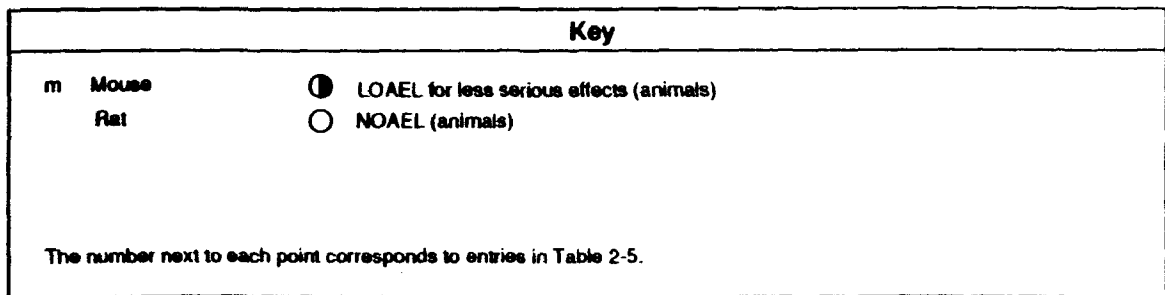 Key
m Mouse LOAEL for less serious effects (animals)
Rat NOAEL (animals)
The number next to each point corresponds to entries in Table 2-5.